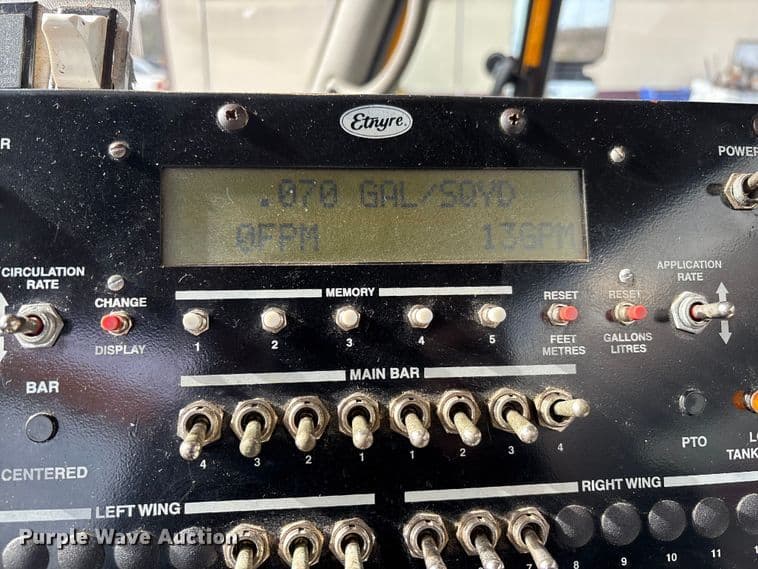 Etnyre.
POWER
.070 GAL/SQYD
0FPM 13GPM
CIRCULATION
RATE
CHANGE
DISPLAY
MEMORY
1 2 3 4 5
RESET
FEET
METRES
RESET
GALLONS
LITRES
APPLICATION
RATE
BAR
CENTERED
MAIN BAR
4 3 2 1 1 2 3 4
PTO
LEFT WING
RIGHT WING
7 8 9 10 11
Purple Wave Auction